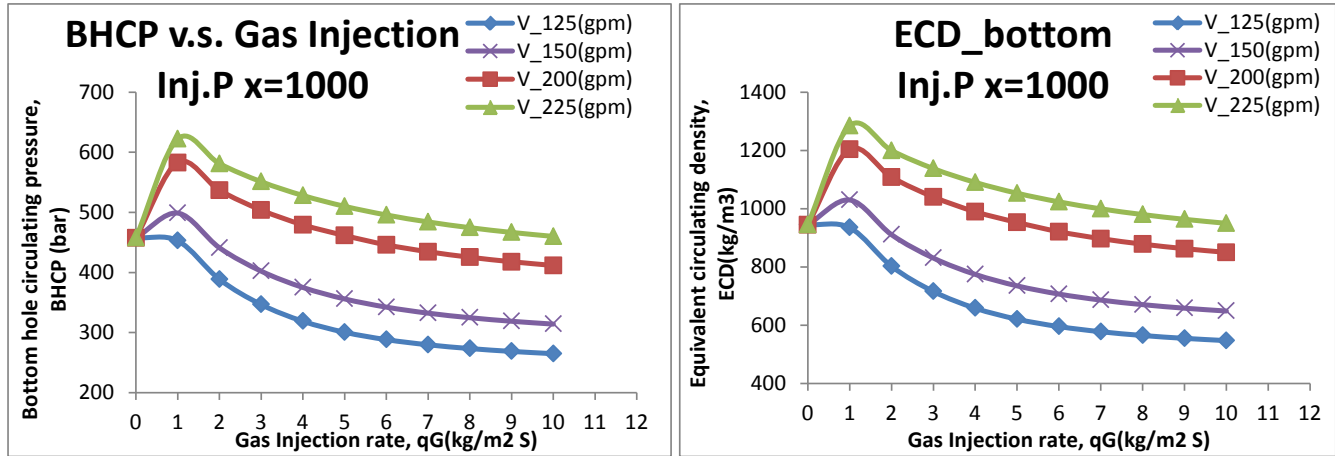 BHCP v.s. Gas Injection
Inj.P x=1000
V_125(gpm)
V_150(gpm)
V_200(gpm)
V_225(gpm)
Bottom hole circulating pressure,
BHCP (bar)
700
600
500
400
300
200
0 1 2 3 4 5 6 7 8 9 10 11 12
Gas Injection rate, qG(kg/m2 S)
ECD_bottom
Inj.P x=1000
V_125(gpm)
V_150(gpm)
V_200(gpm)
V_225(gpm)
Equivalent circulating density,
ECD(kg/m3)
1400
1200
1000
800
600
400
0 1 2 3 4 5 6 7 8 9 10 11 12
Gas Injection rate, qG(kg/m2 S)